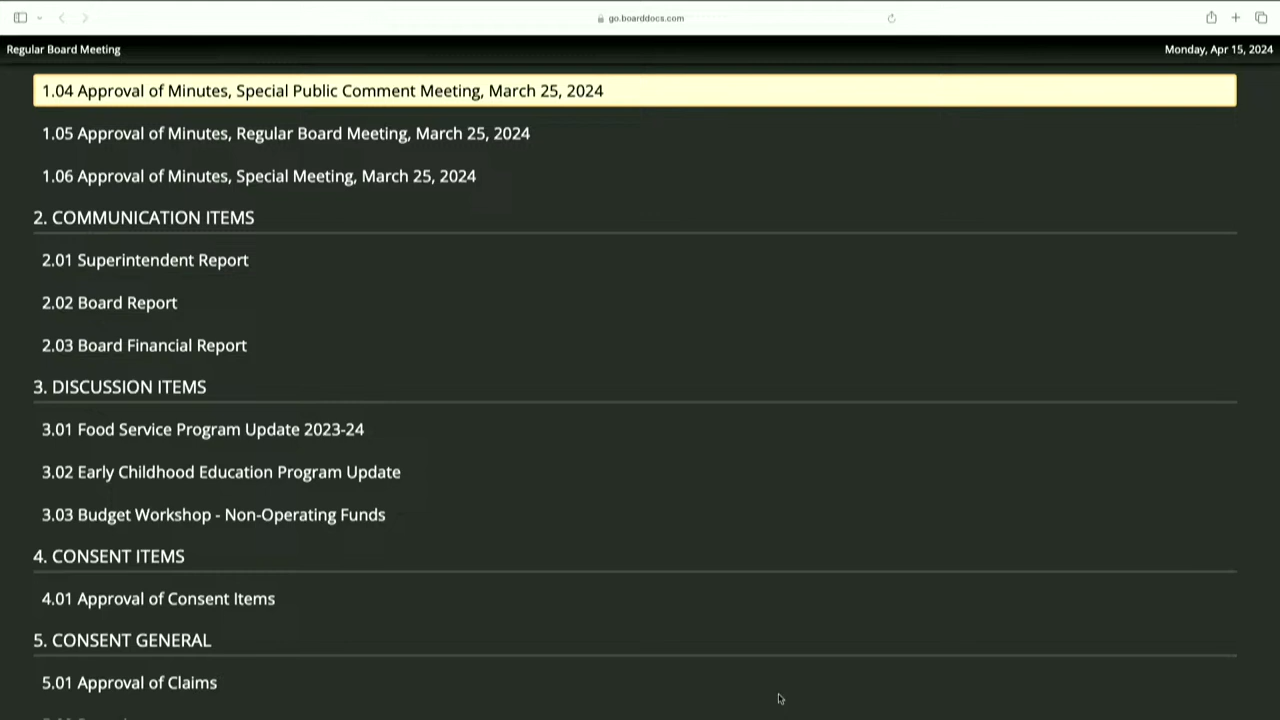 go.boarddocs.com
Regular Board Meeting
Monday, Apr 15, 2024
1.04 Approval of Minutes, Special Public Comment Meeting, March 25, 2024
1.05 Approval of Minutes, Regular Board Meeting, March 25, 2024
1.06 Approval of Minutes, Special Meeting, March 25, 2024
2. COMMUNICATION ITEMS
2.01 Superintendent Report
2.02 Board Report
2.03 Board Financial Report
3. DISCUSSION ITEMS
3.01 Food Service Program Update 2023-24
3.02 Early Childhood Education Program Update
3.03 Budget Workshop - Non-Operating Funds
4. CONSENT ITEMS
4.01 Approval of Consent Items
5. CONSENT GENERAL
5.01 Approval of Claims